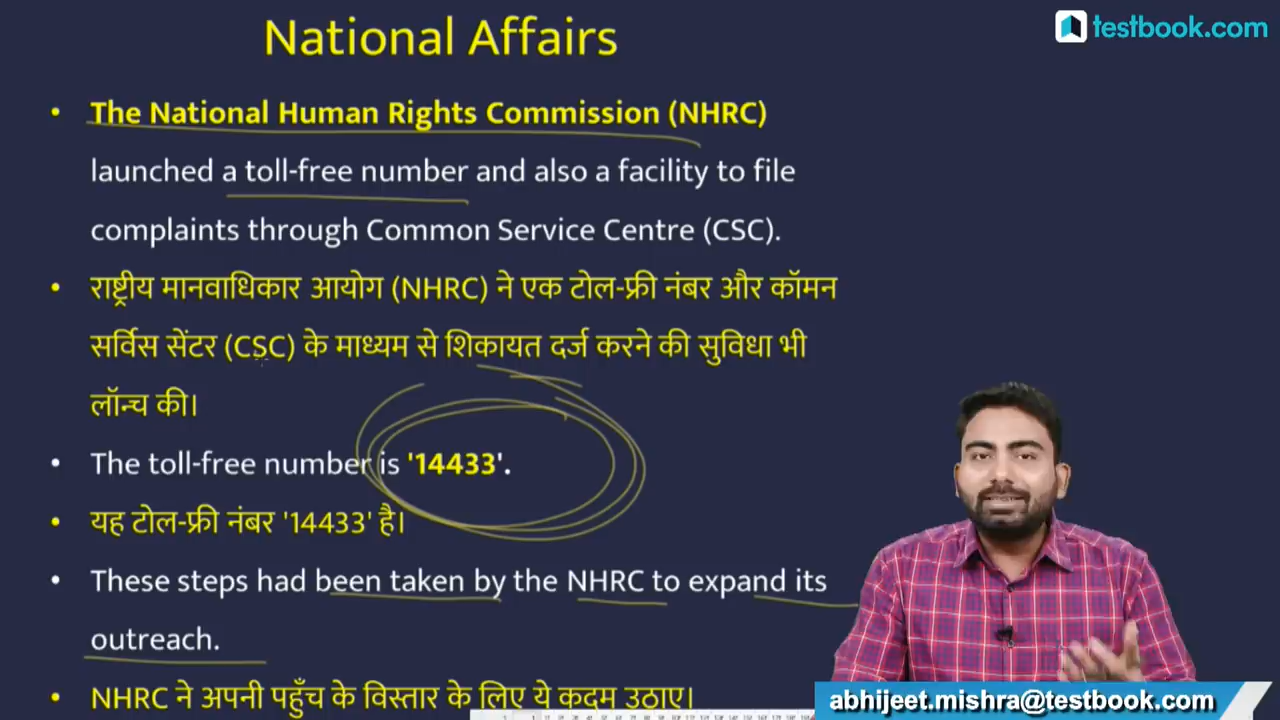 National Affairs
testbook.com
• The National Human Rights Commission (NHRC)
launched a toll-free number and also a facility to file
complaints through Common Service Centre (CSC).
• राष्ट्रीय मानवाधिकार आयोग (NHRC) ने एक टोल-फ्री नंबर और कॉमन
सर्विस सेंटर (CSC) के माध्यम से शिकायत दर्ज करने की सुविधा भी
लॉन्च की।
• The toll-free number is '14433'.
• यह टोल-फ्री नंबर '14433' है।
• These steps had been taken by the NHRC to expand its
outreach.
• NHRC ने अपनी पहुँच के विस्तार के लिए ये कदम उठाए।
abhijeet.mishra@testbook.com